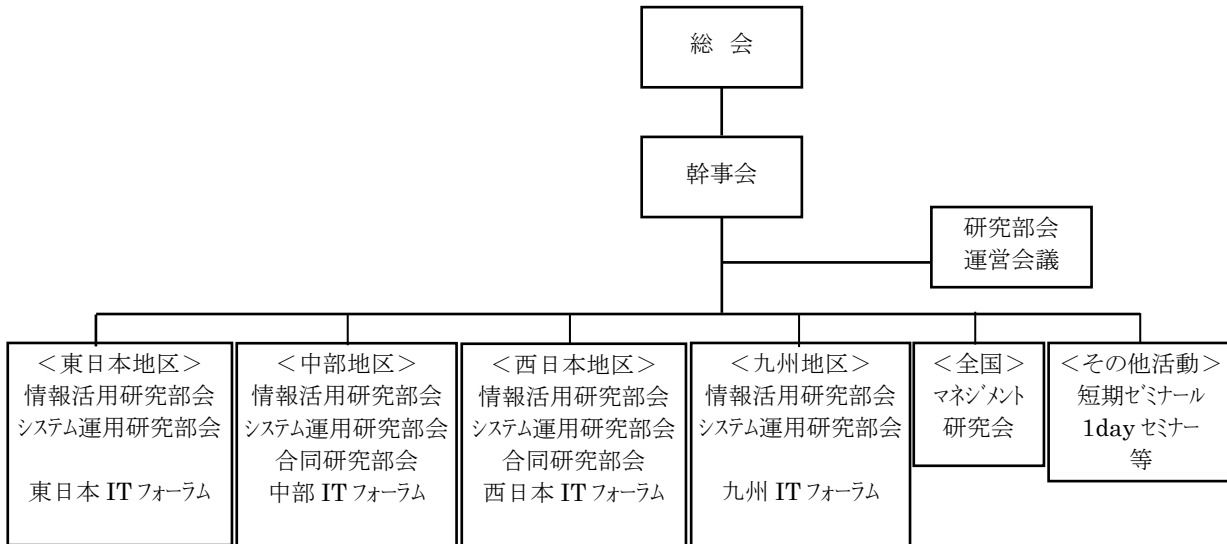 総 会
幹事会
研究部会
運営会議
＜東日本地区＞
情報活用研究部会
システム運用研究部会
東日本 IT フォーラム
＜中部地区＞
情報活用研究部会
システム運用研究部会
合同研究部会
中部 IT フォーラム
＜西日本地区＞
情報活用研究部会
システム運用研究部会
合同研究部会
西日本 IT フォーラム
＜九州地区＞
情報活用研究部会
システム運用研究部会
九州 IT フォーラム
＜全国＞
マネジメント
研究会
＜その他活動＞
短期ゼミナール
1day セミナー
等